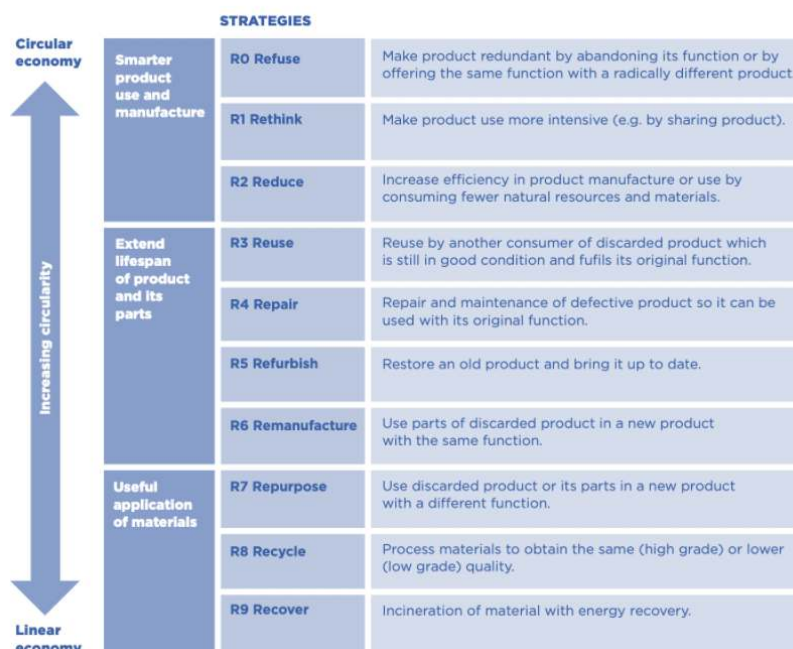 STRATEGIES
Circular
economy
Increasing circularity
Linear
economy
Smarter
product
use and
manufacture
R0 Refuse
Make product redundant by abandoning its function or by
offering the same function with a radically different product
R1 Rethink
Make product use more intensive (e.g. by sharing product).
R2 Reduce
Increase efficiency in product manufacture or use by
consuming fewer natural resources and materials.
Extend
lifespan
of product
and its
parts
R3 Reuse
Reuse by another consumer of discarded product which
is still in good condition and fufils its original function.
R4 Repair
Repair and maintenance of defective product so it can be
used with its original function.
R5 Refurbish
Restore an old product and bring it up to date.
R6 Remanufacture
Use parts of discarded product in a new product
with the same function.
Useful
application
of materials
R7 Repurpose
Use discarded product or its parts in a new product
with a different function.
R8 Recycle
Process materials to obtain the same (high grade) or lower
(low grade) quality.
R9 Recover
Incineration of material with energy recovery.